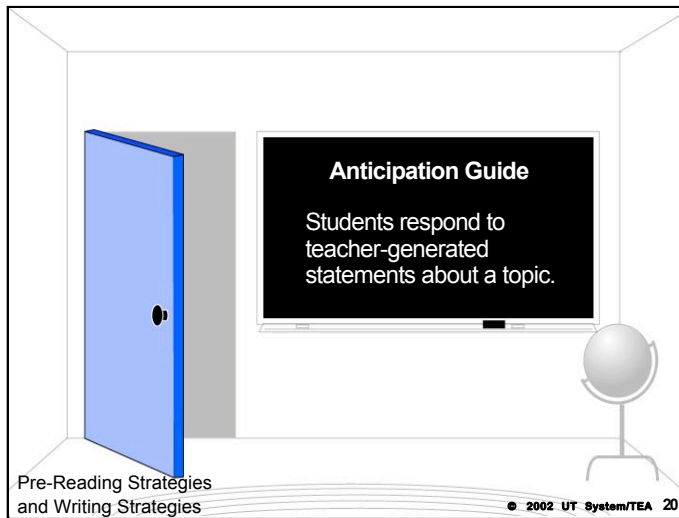 Anticipation Guide
Students respond to
teacher-generated
statements about a topic.
Pre-Reading Strategies
and Writing Strategies
© 2002 UT System/TEA 20